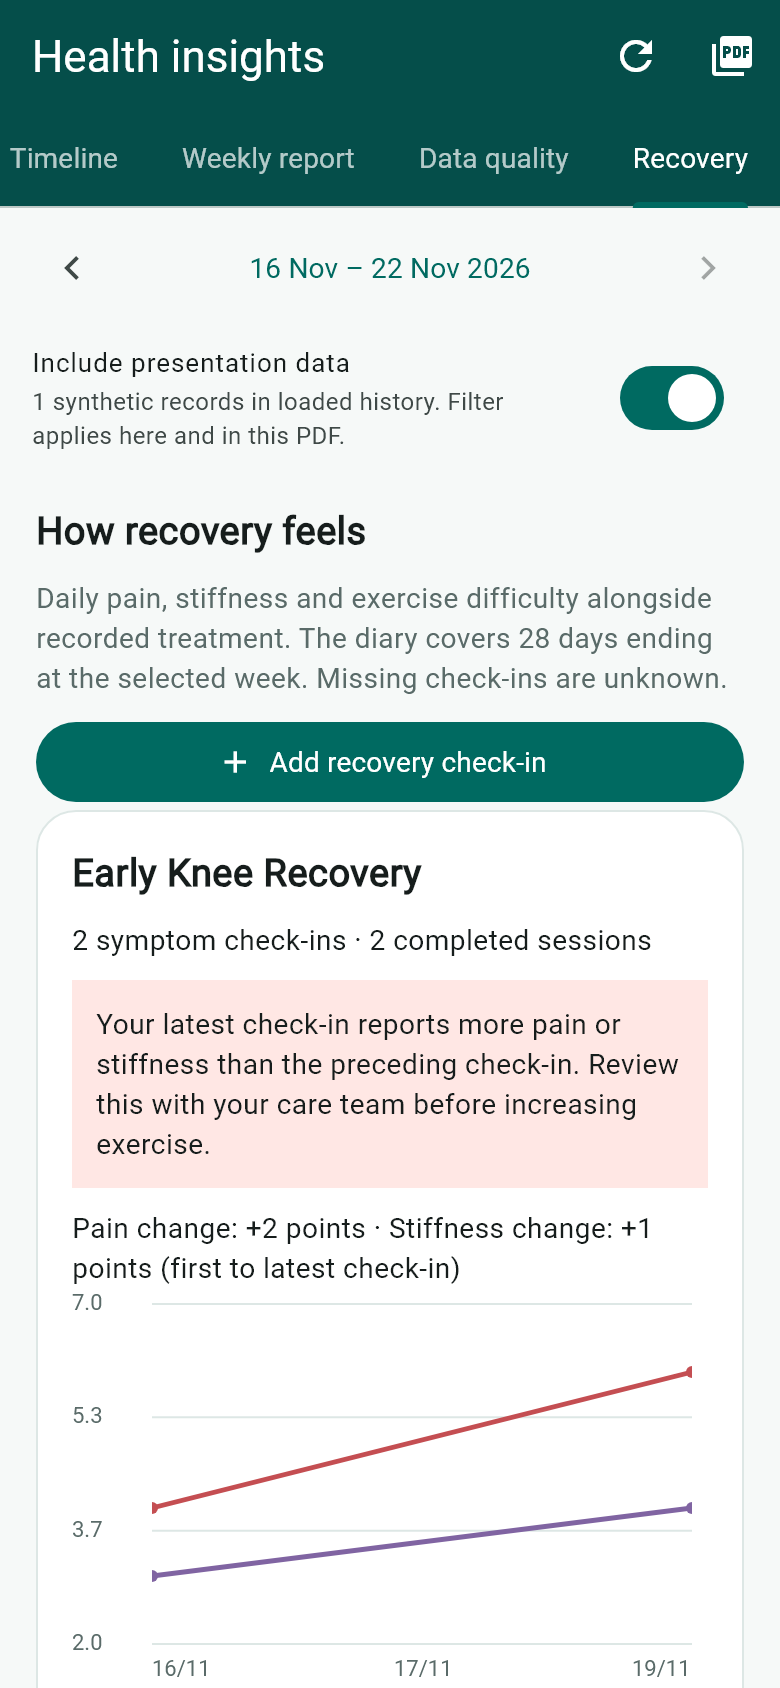 Health insights
PDF
Timeline
Weekly report
Data quality
Recovery
16 Nov – 22 Nov 2026
Include presentation data
1 synthetic records in loaded history. Filter
applies here and in this PDF.
How recovery feels
Daily pain, stiffness and exercise difficulty alongside
recorded treatment. The diary covers 28 days ending
at the selected week. Missing check-ins are unknown.
+ Add recovery check-in
Early Knee Recovery
2 symptom check-ins · 2 completed sessions
Your latest check-in reports more pain or
stiffness than the preceding check-in. Review
this with your care team before increasing
exercise.
Pain change: +2 points · Stiffness change: +1
points (first to latest check-in)
7.0
5.3
3.7
2.0
16/11
17/11
19/11